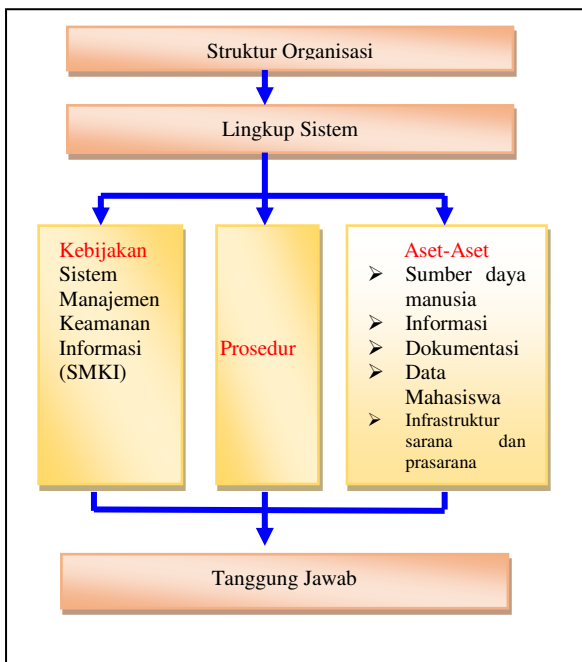 Struktur Organisasi
Lingkup Sistem
Kebijakan
Sistem
Manajemen
Keamanan
Informasi
(SMKI)
Prosedur
Aset-Aset
➢ Sumber daya
manusia
➢ Informasi
➢ Dokumentasi
➢ Data
Mahasiswa
➢ Infrastruktur
sarana dan
prasarana
Tanggung Jawab